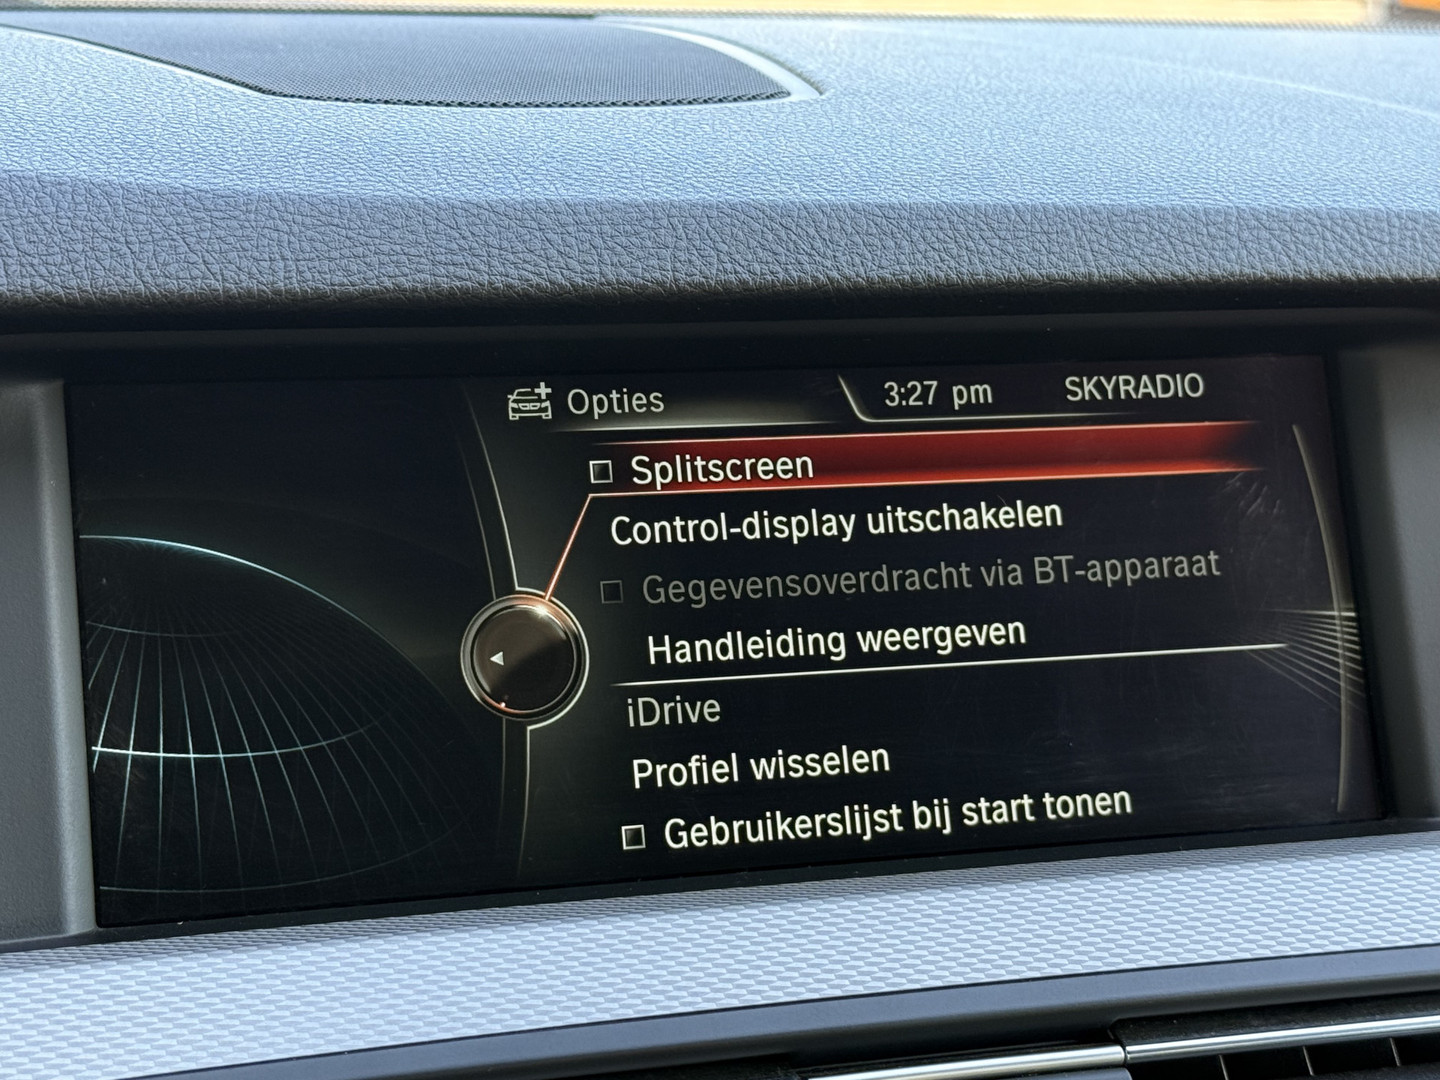 Opties
3:27 pm
SKYRADIO
Splitscreen
Control-display uitschakelen
Gegevensoverdracht via BT-apparaat
Handleiding weergeven
iDrive
Profiel wisselen
Gebruikerslijst bij start tonen